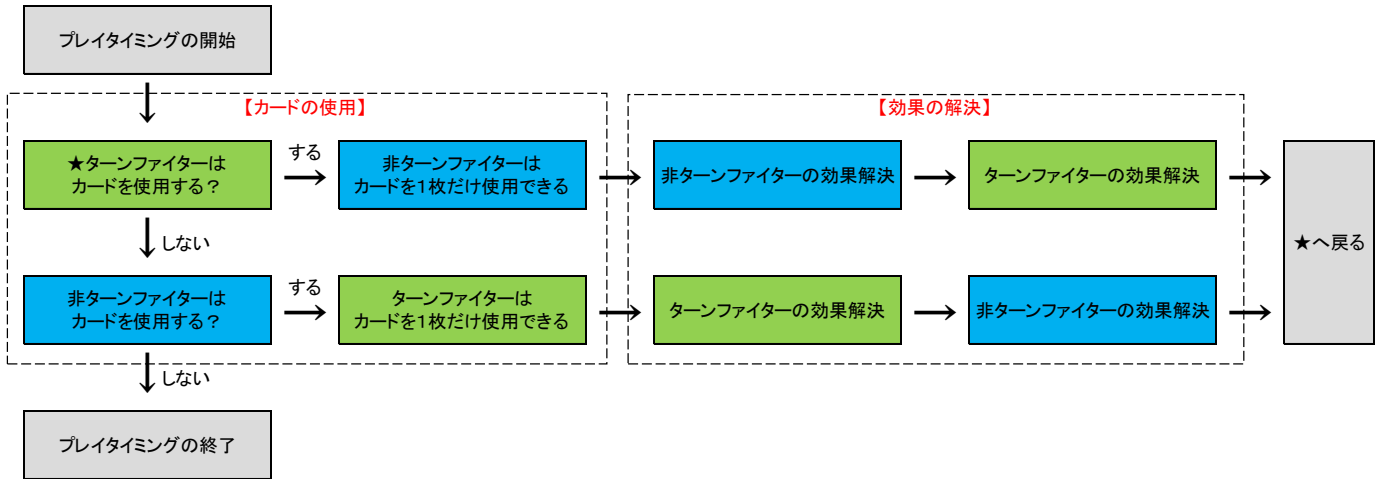 プレイタイミングの開始
【カードの使用】
【効果の解決】
★ターンファイターは
カードを使用する？
する
非ターンファイターは
カードを1枚だけ使用できる
非ターンファイターの効果解決
ターンファイターの効果解決
★へ戻る
しない
非ターンファイターは
カードを使用する？
する
ターンファイターは
カードを1枚だけ使用できる
ターンファイターの効果解決
非ターンファイターの効果解決
しない
プレイタイミングの終了